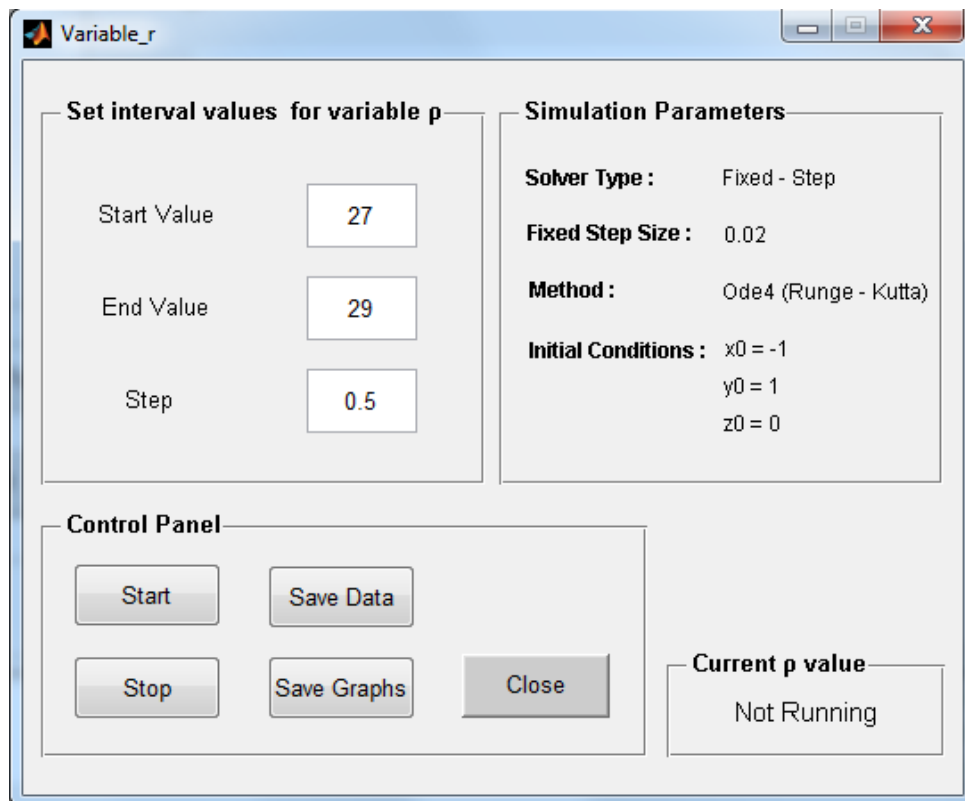 Variable_r
Set interval values for variable ρ
Start Value 27
End Value 29
Step 0.5
Simulation Parameters
Solver Type : Fixed - Step
Fixed Step Size : 0.02
Method : Ode4 (Runge - Kutta)
Initial Conditions : x0 = -1
y0 = 1
z0 = 0
Control Panel
Start Save Data
Stop Save Graphs Close
Current ρ value
Not Running